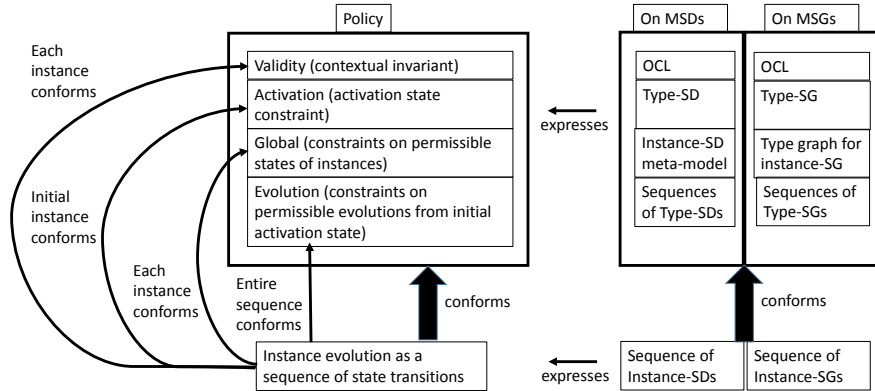 Policy
On MSDs
On MSGs
Each
instance
conforms
Validity (contextual invariant)
Activation (activation state
constraint)
Global (constraints on permissible
states of instances)
Evolution (constraints on
permissible evolutions from initial
activation state)
expresses
OCL
OCL
Type-SD
Type-SG
Instance-SD
meta-model
Type graph for
instance-SG
Sequences
of Type-SDs
Sequences of
Type-SGs
Initial
instance
conforms
Each
instance
conforms
Entire
sequence
conforms
conforms
conforms
Instance evolution as a
sequence of state transitions
expresses
Sequence of
Instance-SDs
Sequence of
Instance-SGs